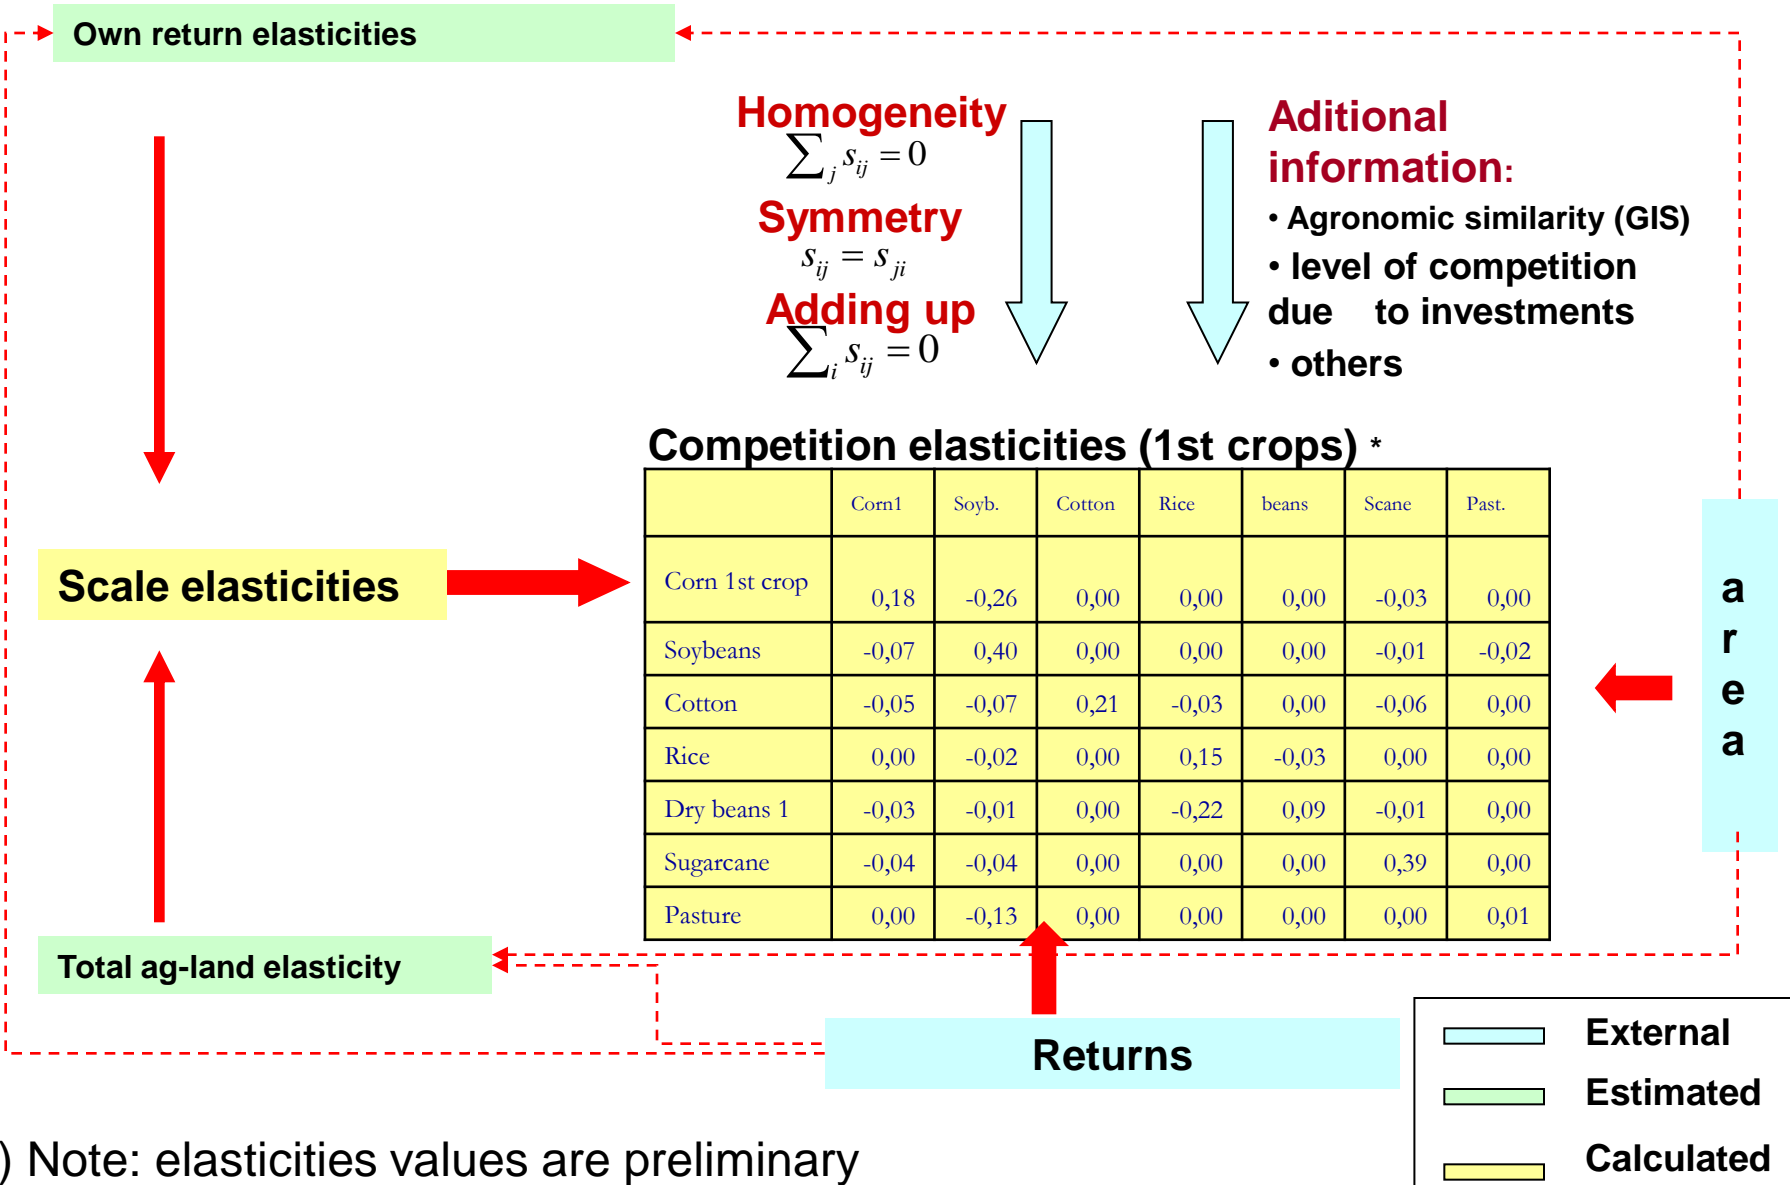 Own return elasticities
Homogeneity
∑_j s_ij = 0
Symmetry
s_ij = s_ji
Adding up
∑_i s_ij = 0
Aditional
information:
• Agronomic similarity (GIS)
• level of competition
due to investments
• others
Competition elasticities (1st crops) *
Corn1 Soyb. Cotton Rice beans Scane Past.
Corn 1st crop 0,18 -0,26 0,00 0,00 0,00 -0,03 0,00
Soybeans -0,07 0,40 0,00 0,00 0,00 -0,01 -0,02
Cotton -0,05 -0,07 0,21 -0,03 0,00 -0,06 0,00
Rice 0,00 -0,02 0,00 0,15 -0,03 0,00 0,00
Dry beans 1 -0,03 -0,01 0,00 -0,22 0,09 -0,01 0,00
Sugarcane -0,04 -0,04 0,00 0,00 0,00 0,39 0,00
Pasture 0,00 -0,13 0,00 0,00 0,00 0,00 0,01
Scale elasticities
a
r
e
a
Total ag-land elasticity
Returns
External
Estimated
Calculated
) Note: elasticities values are preliminary